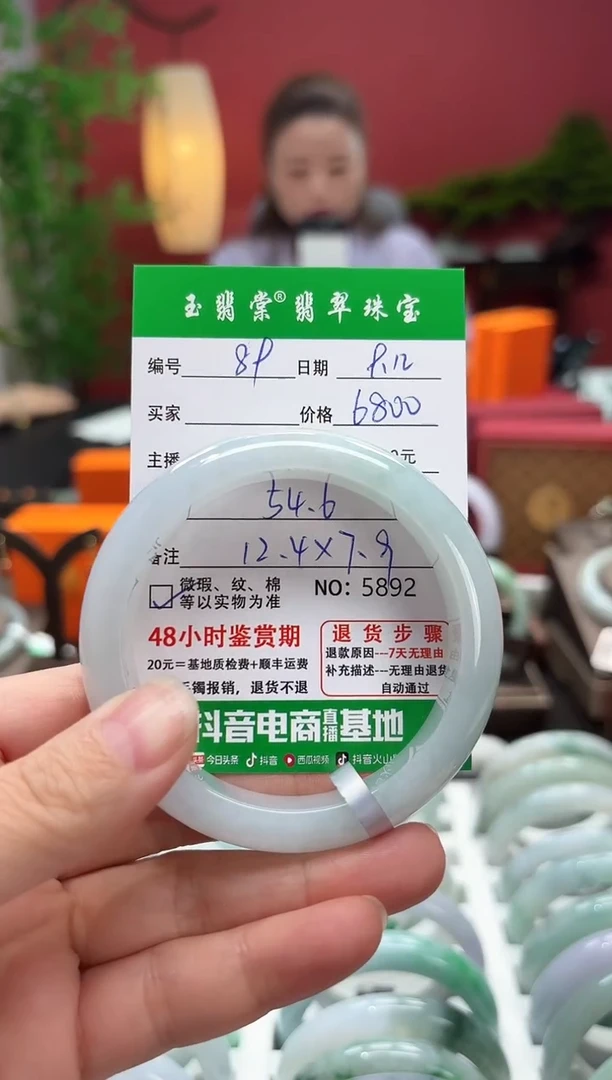 玉翡棠®翡翠珠宝
编号 89 日期 9.12
买家 价格 6800
主播 0元
54.6
备注 12.4×7.9
微瑕、纹、棉
等以实物为准
NO: 5892
48小时鉴赏期
20元=基地质检费+顺丰运费
手镯报销，退货不退
退货步骤
退款原因---7天无理由
补充描述---无理由退货
自动通过
抖音电商直播基地
今日头条 抖音 西瓜视频 抖音火山